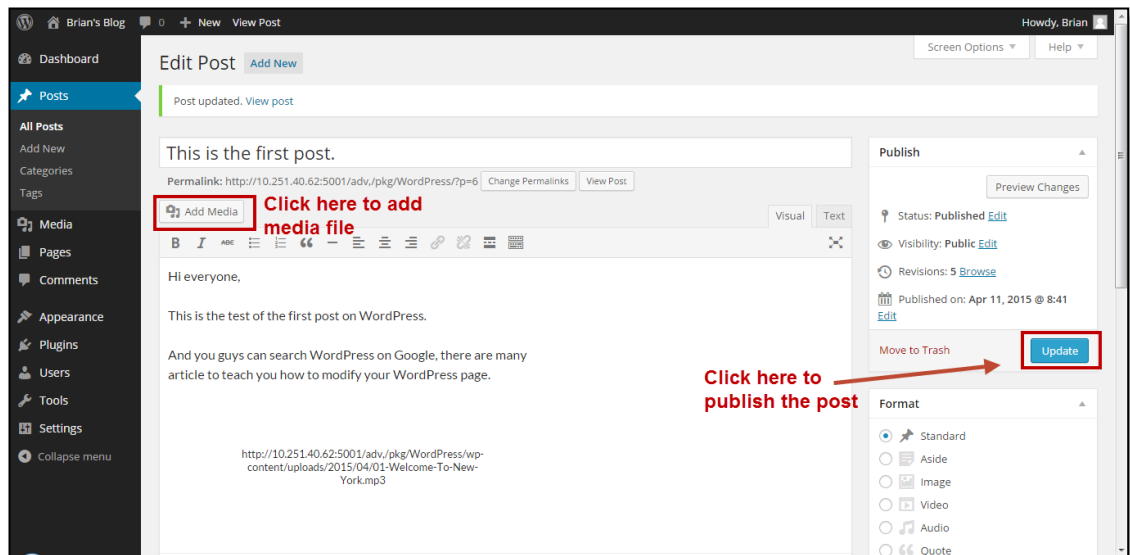 Brian's Blog 0 + New View Post Howdy, Brian
Screen Options Help
Dashboard
Posts
All Posts
Add New
Categories
Tags
Media
Pages
Comments
Appearance
Plugins
Users
Tools
Settings
Collapse menu
Edit Post Add New
Post updated. View post
This is the first post.
Permalink: http://10.251.40.62:5001/adv,/pkg/WordPress/?p=6 Change Permalinks View Post
Add Media
Click here to add
media file
Visual Text
B I ABE
Hi everyone,
This is the test of the first post on WordPress.
And you guys can search WordPress on Google, there are many
article to teach you how to modify your WordPress page.
http://10.251.40.62:5001/adv,/pkg/WordPress/wp-
content/uploads/2015/04/01-Welcome-To-New-
York.mp3
Click here to
publish the post
Publish
Preview Changes
Status: Published Edit
Visibility: Public Edit
Revisions: 5 Browse
Published on: Apr 11, 2015 @ 8:41
Edit
Move to Trash Update
Format
Standard
Aside
Image
Video
Audio
Quote